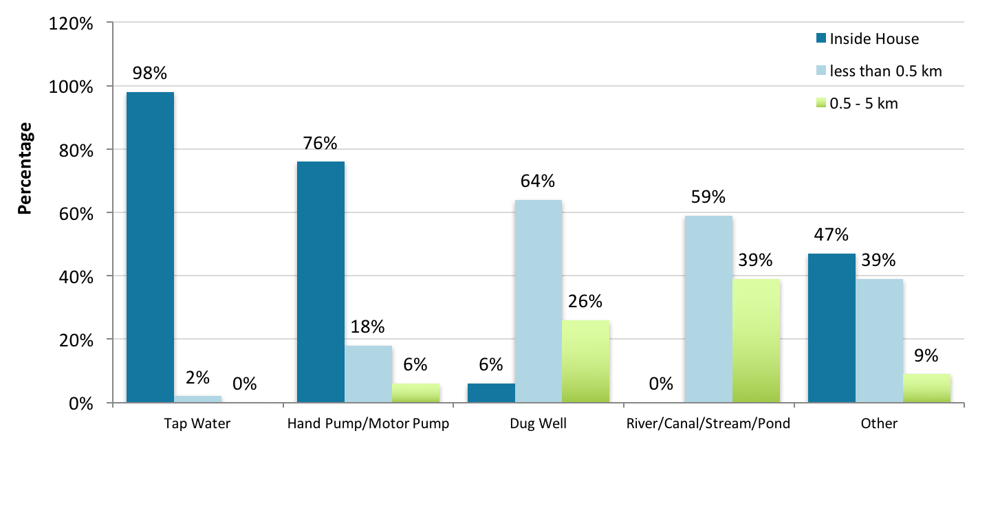 120%
100%
80%
60%
40%
20%
0%
Percentage
Inside House
less than 0.5 km
0.5 - 5 km
98%
2%
0%
76%
18%
6%
6%
64%
26%
0%
59%
39%
47%
39%
9%
Tap Water
Hand Pump/Motor Pump
Dug Well
River/Canal/Stream/Pond
Other